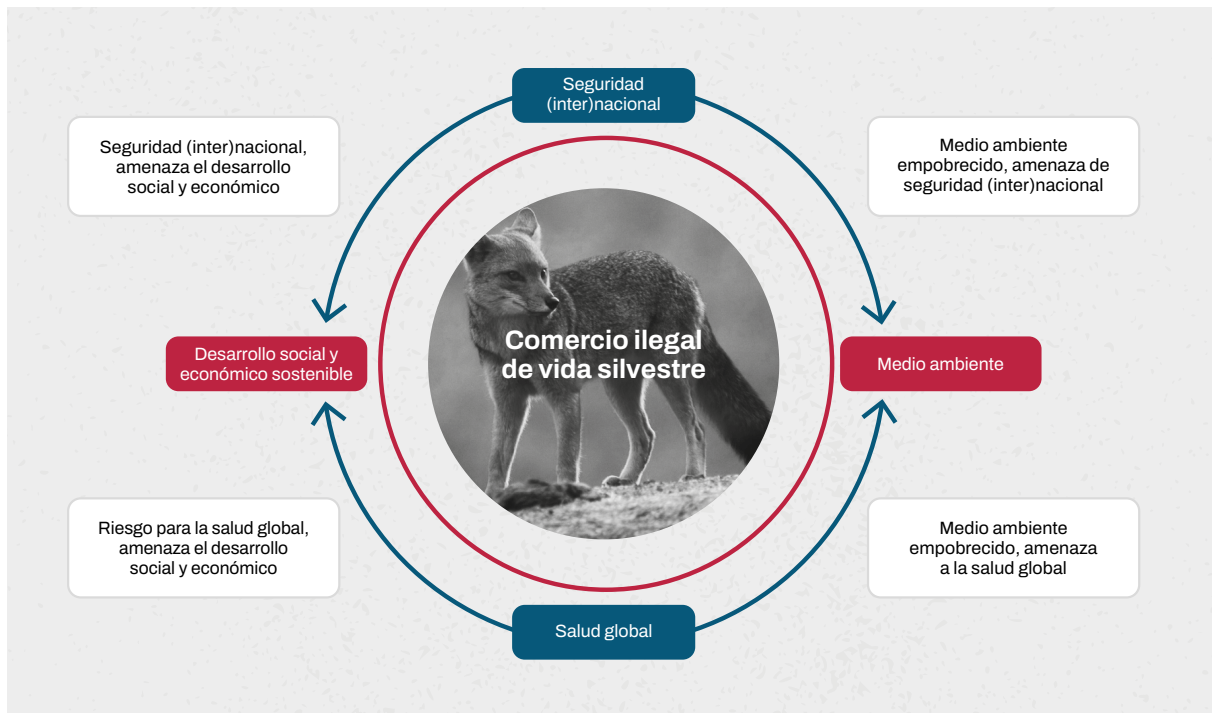 Seguridad
(inter)nacional
Seguridad (inter)nacional,
amenaza el desarrollo
social y económico
Medio ambiente
empobrecido, amenaza de
seguridad (inter)nacional
Comercio ilegal
de vida silvestre
Desarrollo social y
económico sostenible
Medio ambiente
Riesgo para la salud global,
amenaza el desarrollo
social y económico
Medio ambiente
empobrecido, amenaza
a la salud global
Salud global